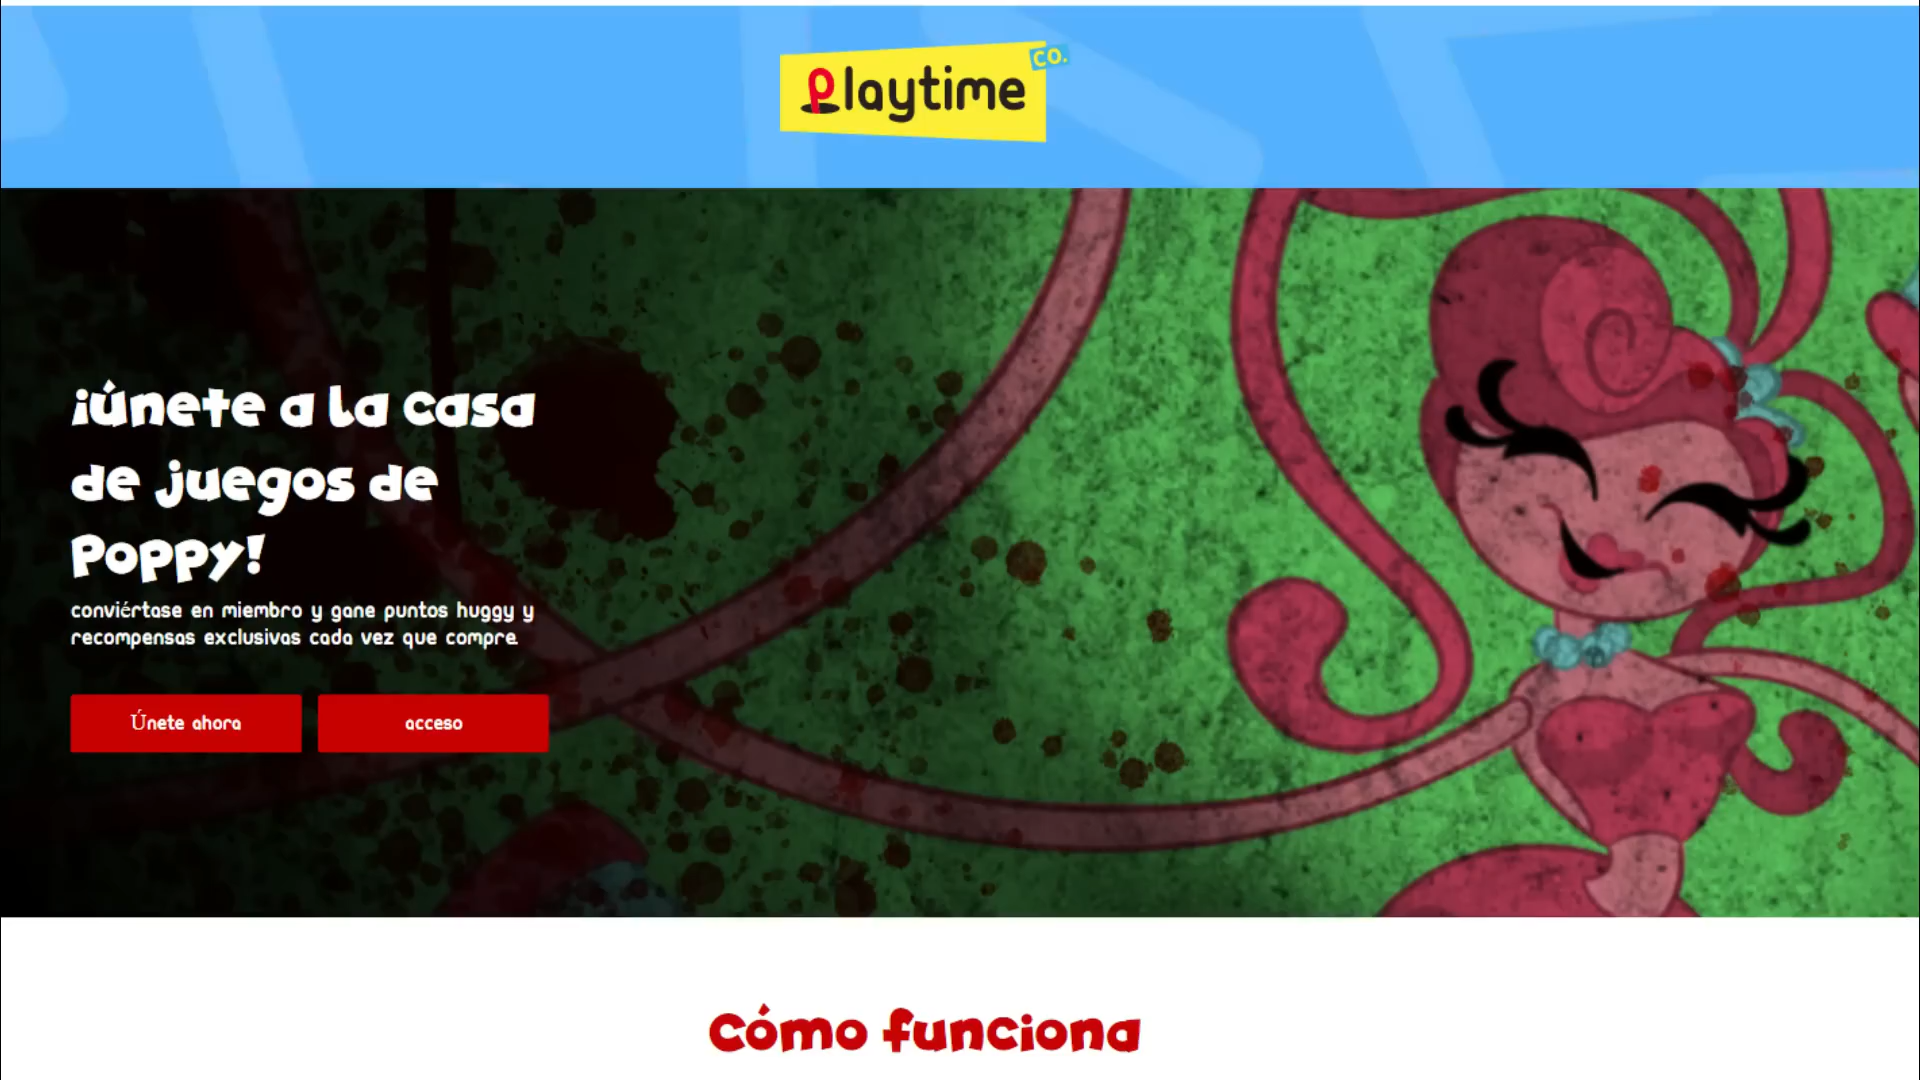 Playtime CO.
¡únete a la casa
de juegos de
Poppy!
conviértase en miembro y gane puntos huggy y
recompensas exclusivas cada vez que compre.
Únete ahora
acceso
Cómo funciona